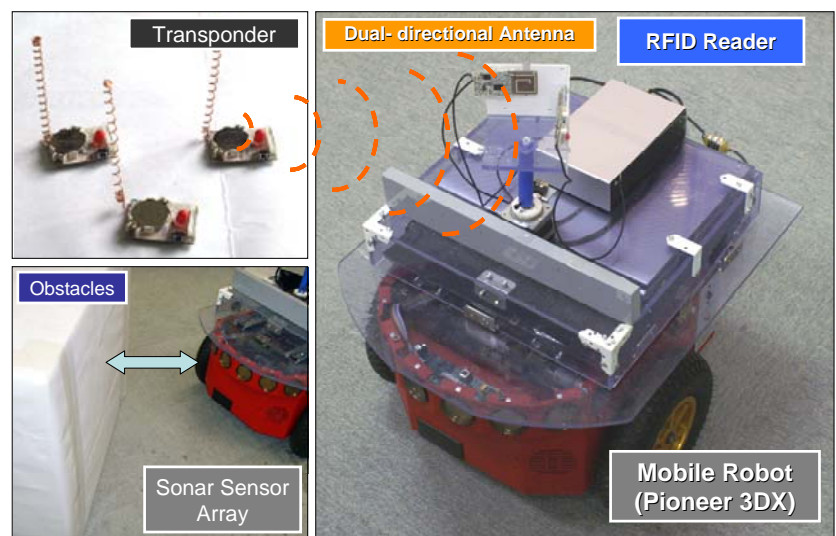 Transponder
Dual- directional Antenna
RFID Reader
Obstacles
Sonar Sensor
Array
Mobile Robot
(Pioneer 3DX)